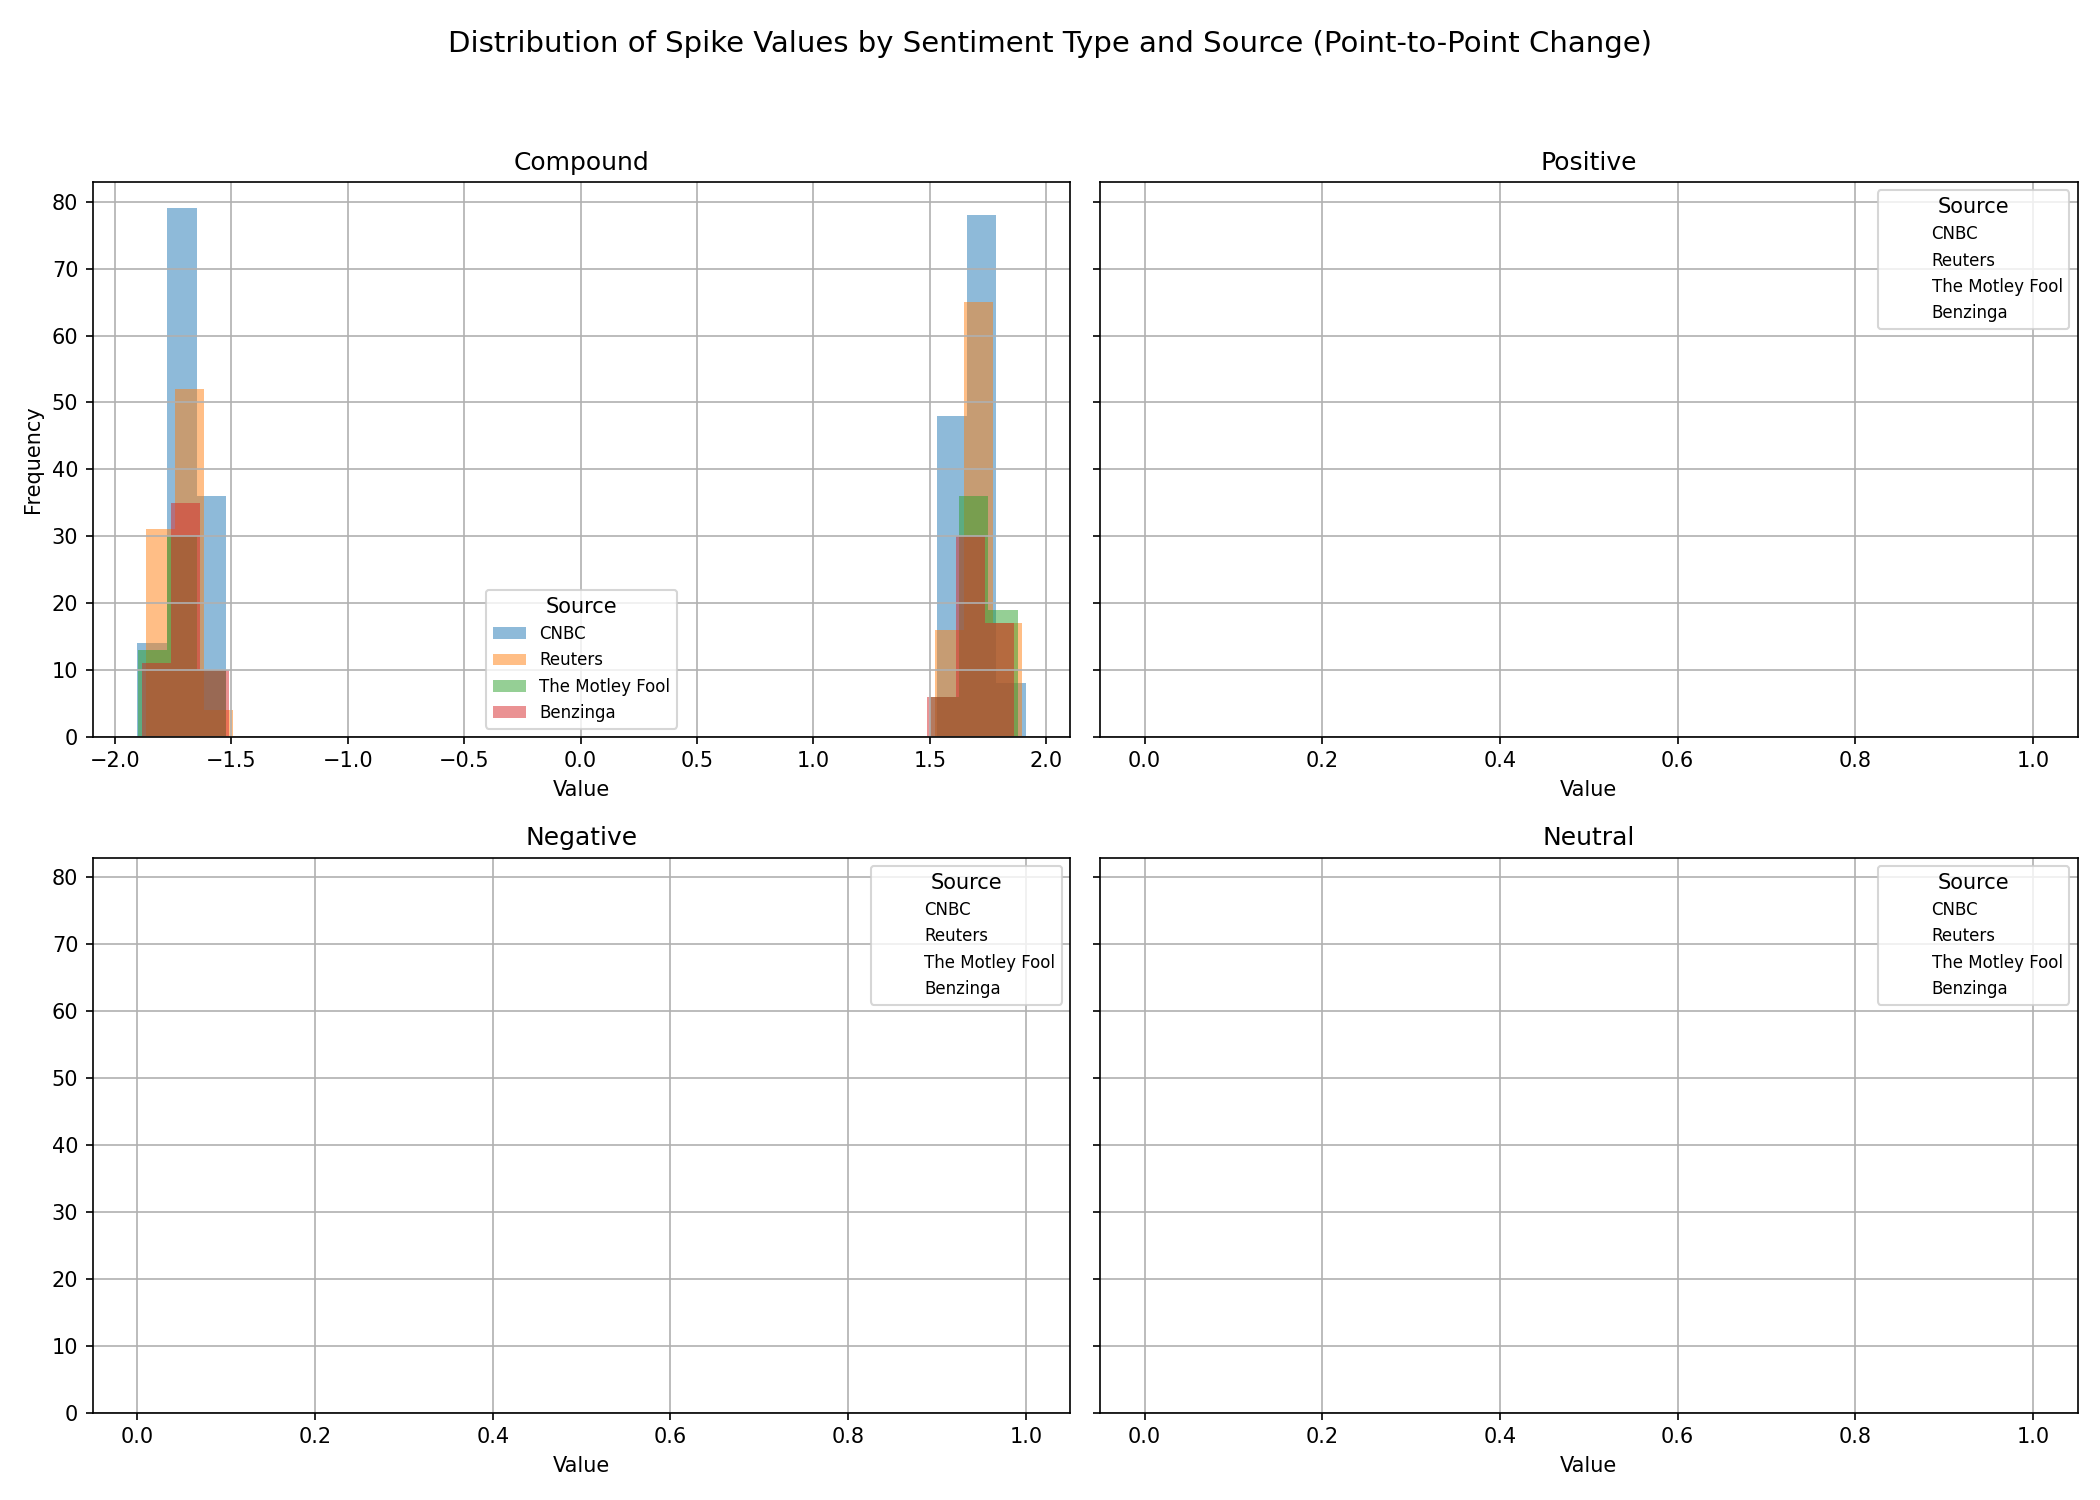 Distribution of Spike Values by Sentiment Type and Source (Point-to-Point Change)
Compound
Frequency
80
70
60
50
40
30
20
10
0
Source
CNBC
Reuters
The Motley Fool
Benzinga
−2.0 −1.5 −1.0 −0.5 0.0 0.5 1.0 1.5 2.0
Value
Positive
Source
CNBC
Reuters
The Motley Fool
Benzinga
0.0 0.2 0.4 0.6 0.8 1.0
Value
Negative
80
70
60
50
40
30
20
10
0
Source
CNBC
Reuters
The Motley Fool
Benzinga
0.0 0.2 0.4 0.6 0.8 1.0
Value
Neutral
Source
CNBC
Reuters
The Motley Fool
Benzinga
0.0 0.2 0.4 0.6 0.8 1.0
Value